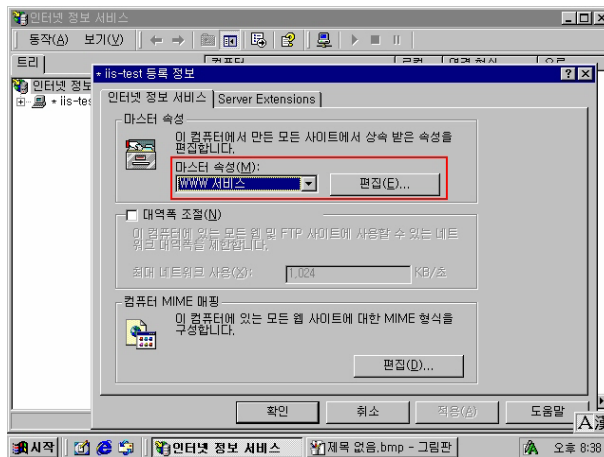 인터넷 정보 서비스
동작(A) 보기(V)
트리
컴퓨터 로컬 연결 형식 오류
인터넷 정보
* iis-tes
* iis-test 등록 정보
인터넷 정보 서비스 Server Extensions
마스터 속성
이 컴퓨터에서 만든 모든 사이트에서 상속 받은 속성을
편집합니다.
마스터 속성(M):
WWW 서비스 편집(E)...
대역폭 조절(N)
이 컴퓨터에 있는 모든 웹 및 FTP 사이트에 사용할 수 있는 네트
워크 대역폭을 제한합니다.
최대 네트워크 사용(X): 1,024 KB/초
컴퓨터 MIME 매핑
이 컴퓨터에 있는 모든 웹 사이트에 대한 MIME 형식을
구성합니다.
편집(D)...
확인 취소 적용(A) 도움말
A漢
시작 인터넷 정보 서비스 제목 없음.bmp - 그림판 오후 8:38